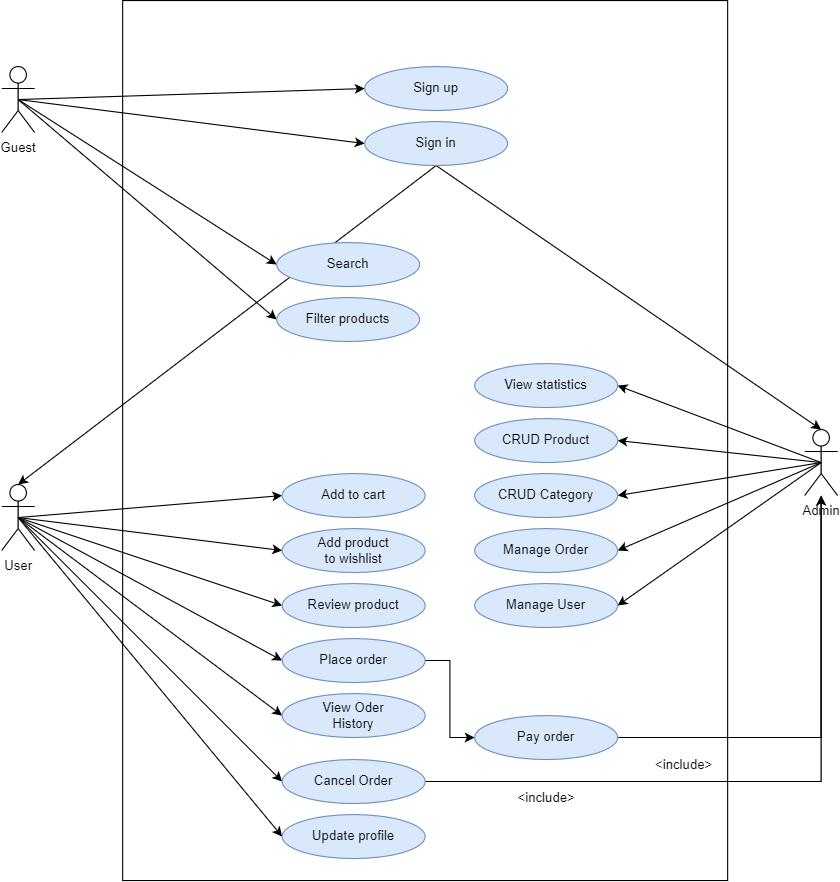 Sign up
Sign in
Guest
Search
Filter products
View statistics
CRUD Product
CRUD Category
Manage Order
Manage User
Admin
Add to cart
Add product
to wishlist
Review product
Place order
View Oder
History
Cancel Order
Update profile
User
Pay order
<include>
<include>